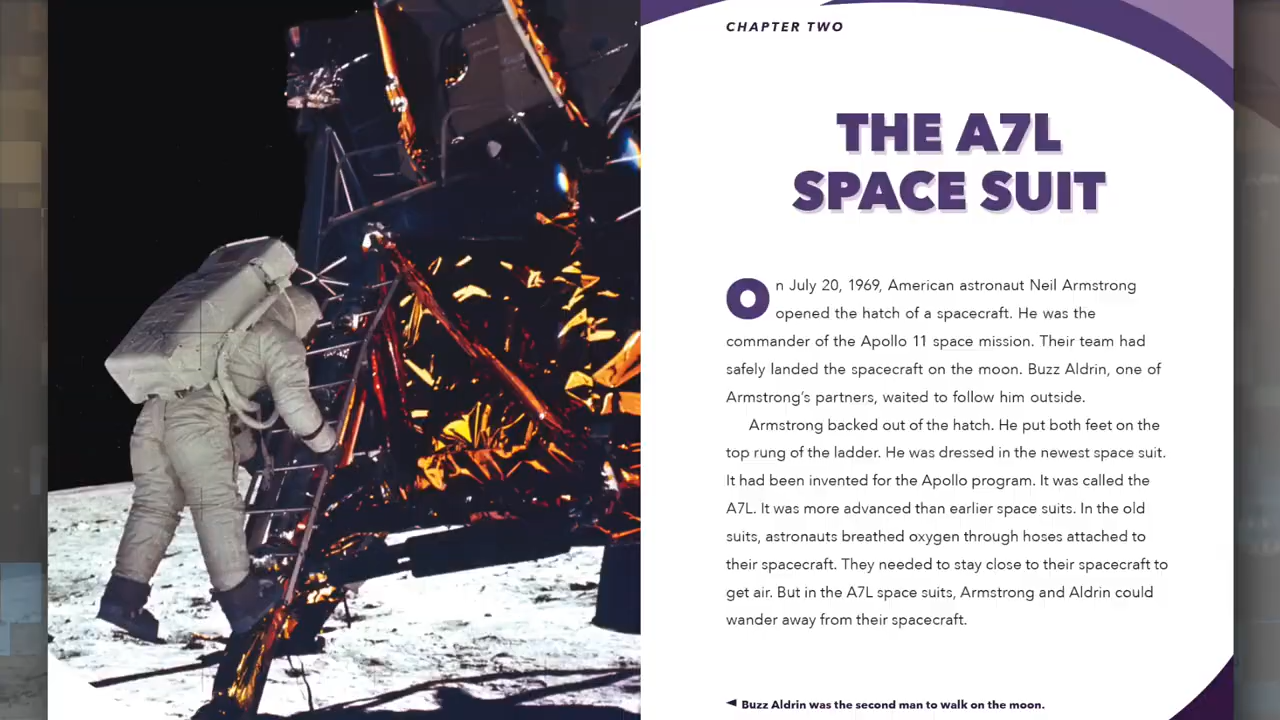 CHAPTER TWO
THE A7L
SPACE SUIT
On July 20, 1969, American astronaut Neil Armstrong
opened the hatch of a spacecraft. He was the
commander of the Apollo 11 space mission. Their team had
safely landed the spacecraft on the moon. Buzz Aldrin, one of
Armstrong’s partners, waited to follow him outside.
Armstrong backed out of the hatch. He put both feet on the
top rung of the ladder. He was dressed in the newest space suit.
It had been invented for the Apollo program. It was called the
A7L. It was more advanced than earlier space suits. In the old
suits, astronauts breathed oxygen through hoses attached to
their spacecraft. They needed to stay close to their spacecraft to
get air. But in the A7L space suits, Armstrong and Aldrin could
wander away from their spacecraft.
◄ Buzz Aldrin was the second man to walk on the moon.